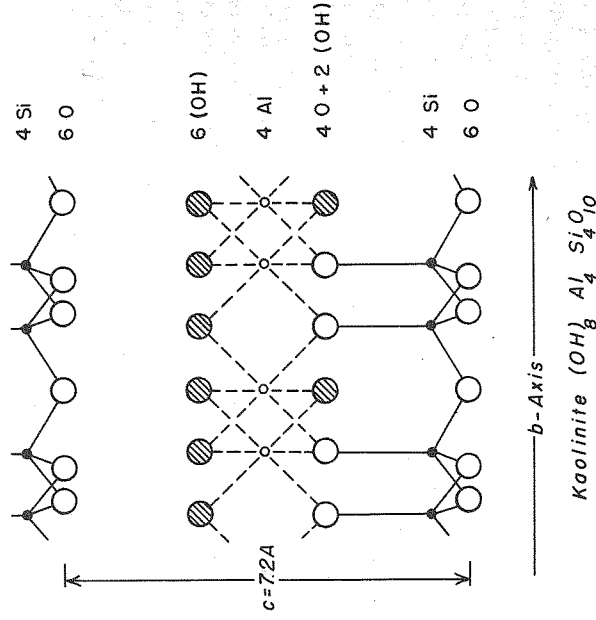 4 Si
6 O
6 (OH)
4 Al
4 O + 2 (OH)
4 Si
6 O
c=7.2A
b-Axis
Kaolinite (OH)8 Al4 Si4O10